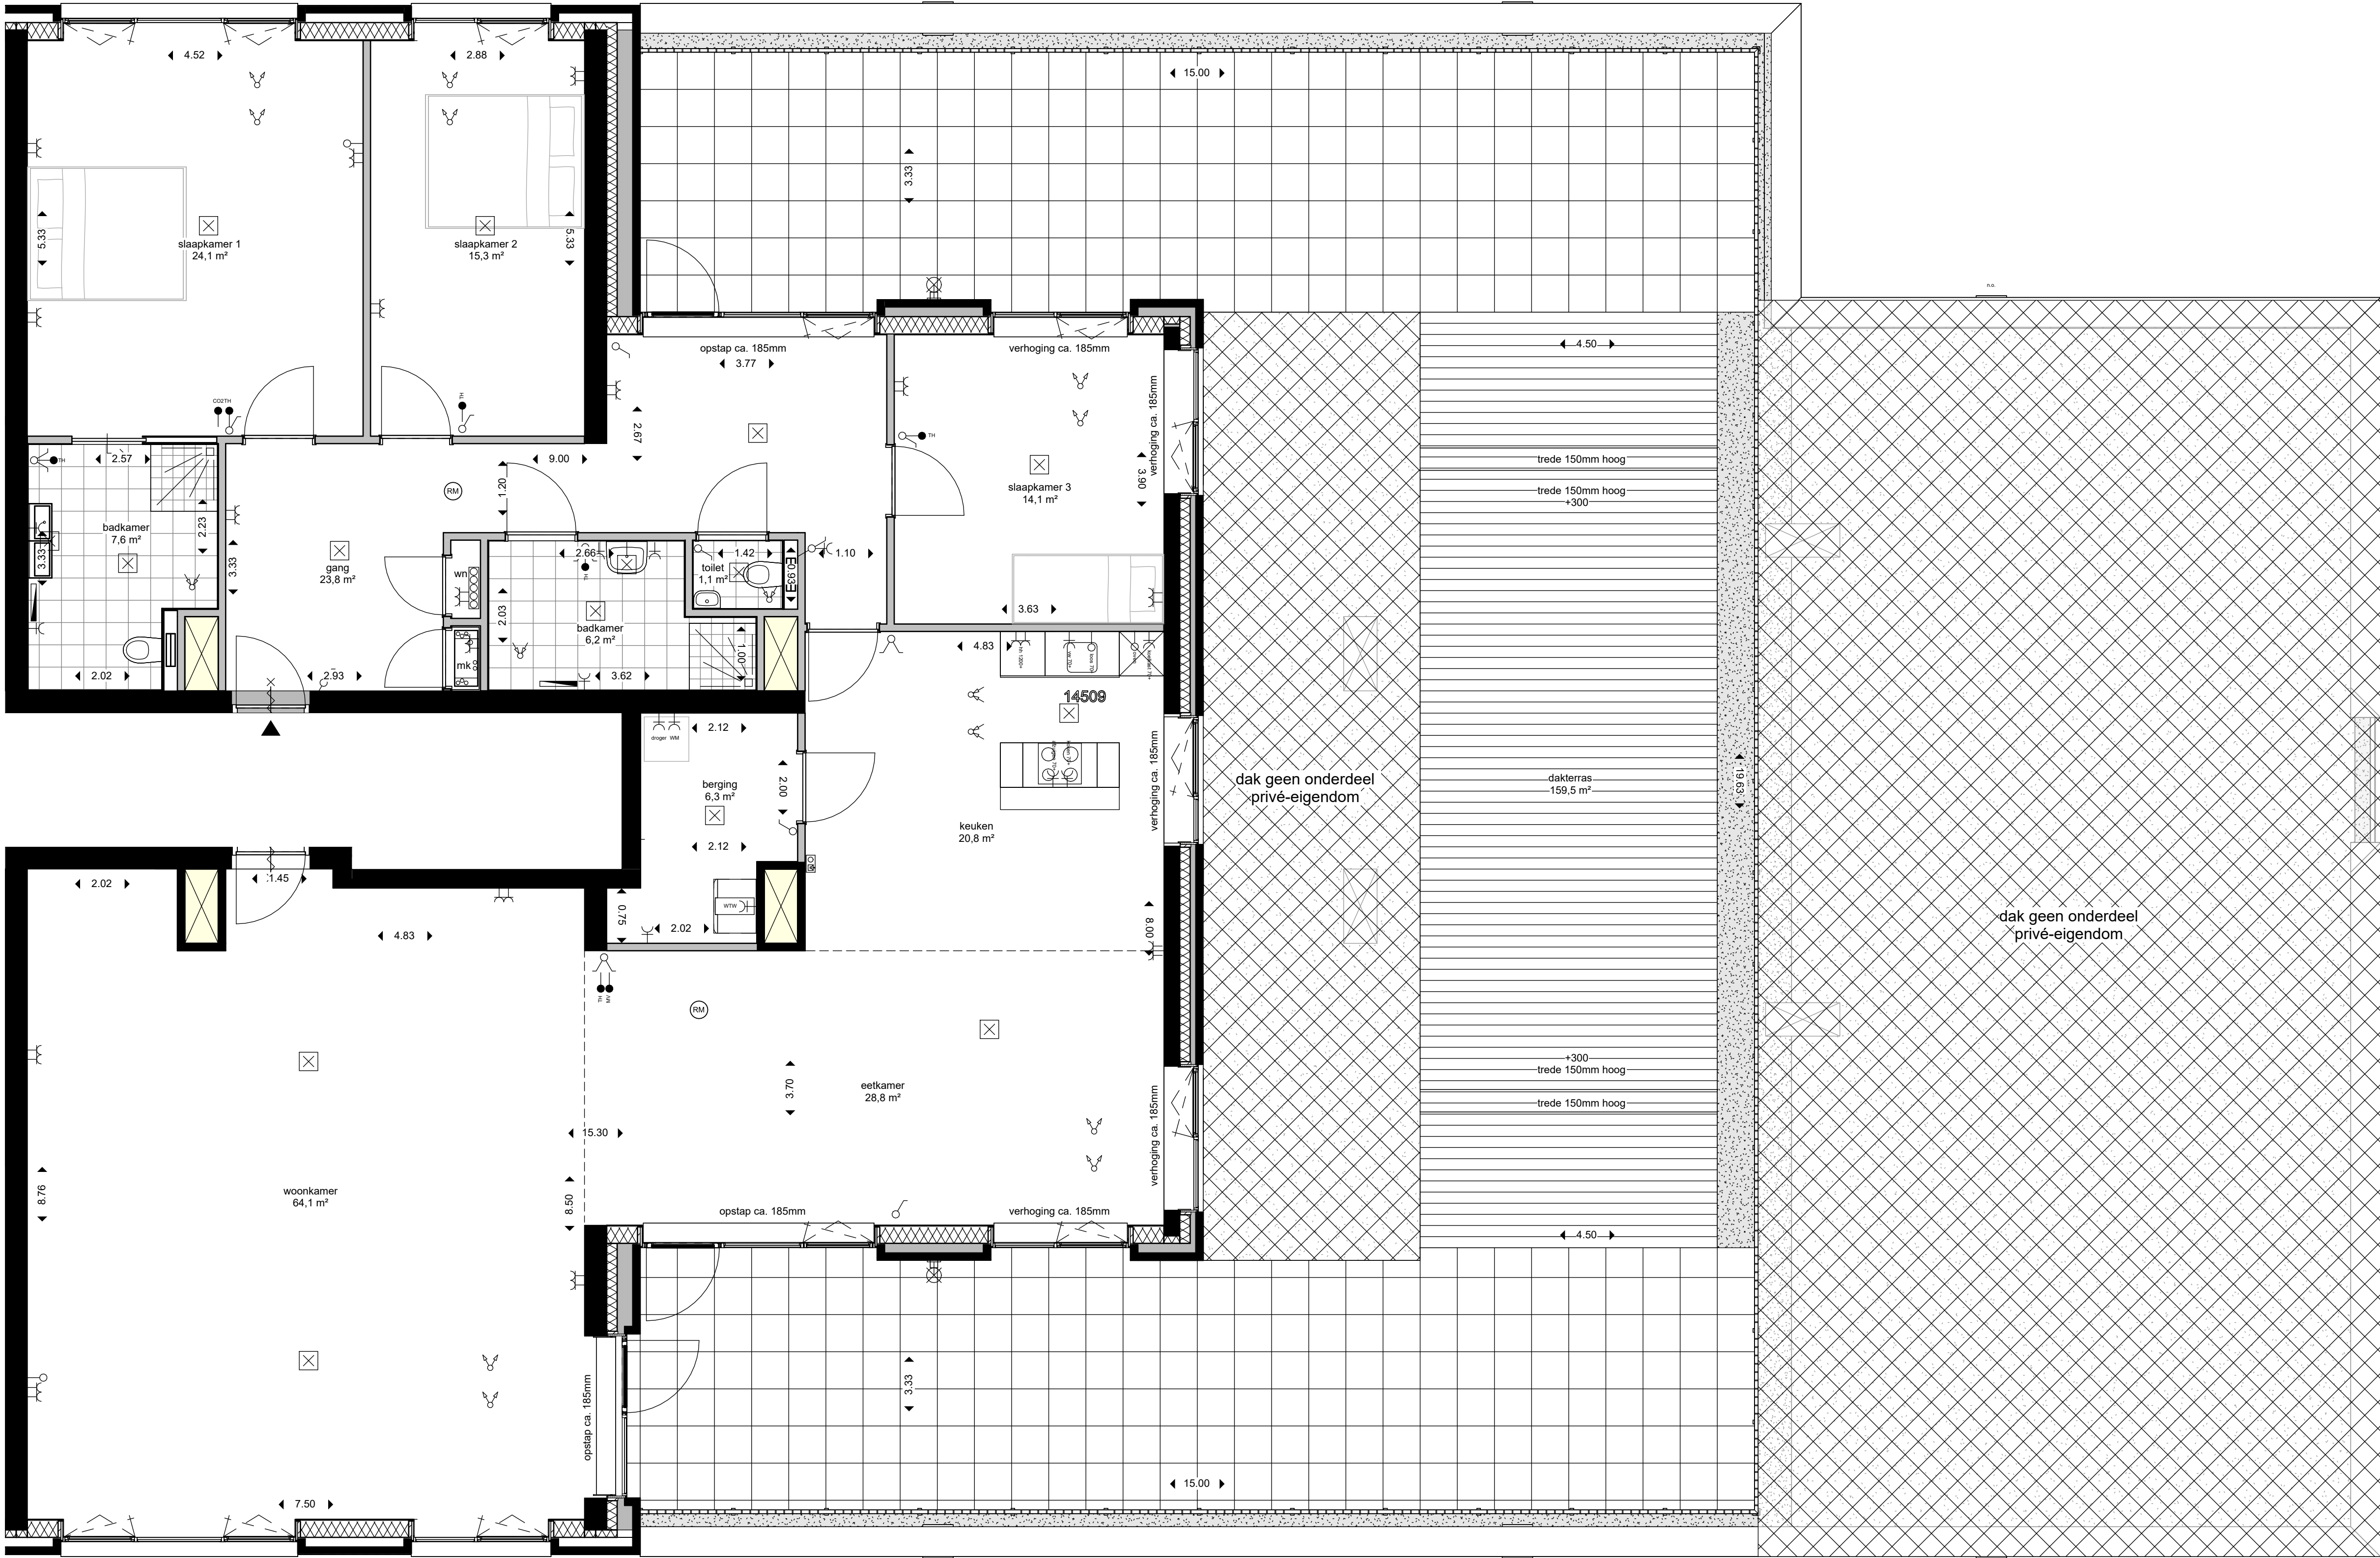 4.52
2.88
15.00
3.33
5.33
slaapkamer 1
24,1 m²
slaapkamer 2
15,3 m²
5.33
n.o.
opstap ca. 185mm
3.77
verhoging ca. 185mm
4.50
verhoging ca. 185mm
CO2TH
TH
2.67
TH
TH
2.57
9.00
3.90
trede 150mm hoog
trede 150mm hoog
+300
slaapkamer 3
14,1 m²
RM
1.20
2.23
badkamer
7,6 m²
3.33
3.33
gang
23,8 m²
wn
2.66
TH
1.42
toilet
1,1 m²
0.93
1.10
2.03
badkamer
6,2 m²
3.63
1.00
4.83
mk
2.02
2.93
3.62
14509
2.12
droger WM
berging
6,3 m²
2.00
2.12
keuken
20,8 m²
verhoging ca. 185mm
dak geen onderdeel
privé-eigendom
dakterras
159,5 m²
19.63
2.02
1.45
WTW
0.75
2.02
8.00
4.83
dak geen onderdeel
privé-eigendom
TH
MV
RM
3.70
eetkamer
28,8 m²
+300
trede 150mm hoog
trede 150mm hoog
verhoging ca. 185mm
15.30
8.76
woonkamer
64,1 m²
8.50
opstap ca. 185mm
verhoging ca. 185mm
4.50
3.33
opstap ca. 185mm
7.50
15.00